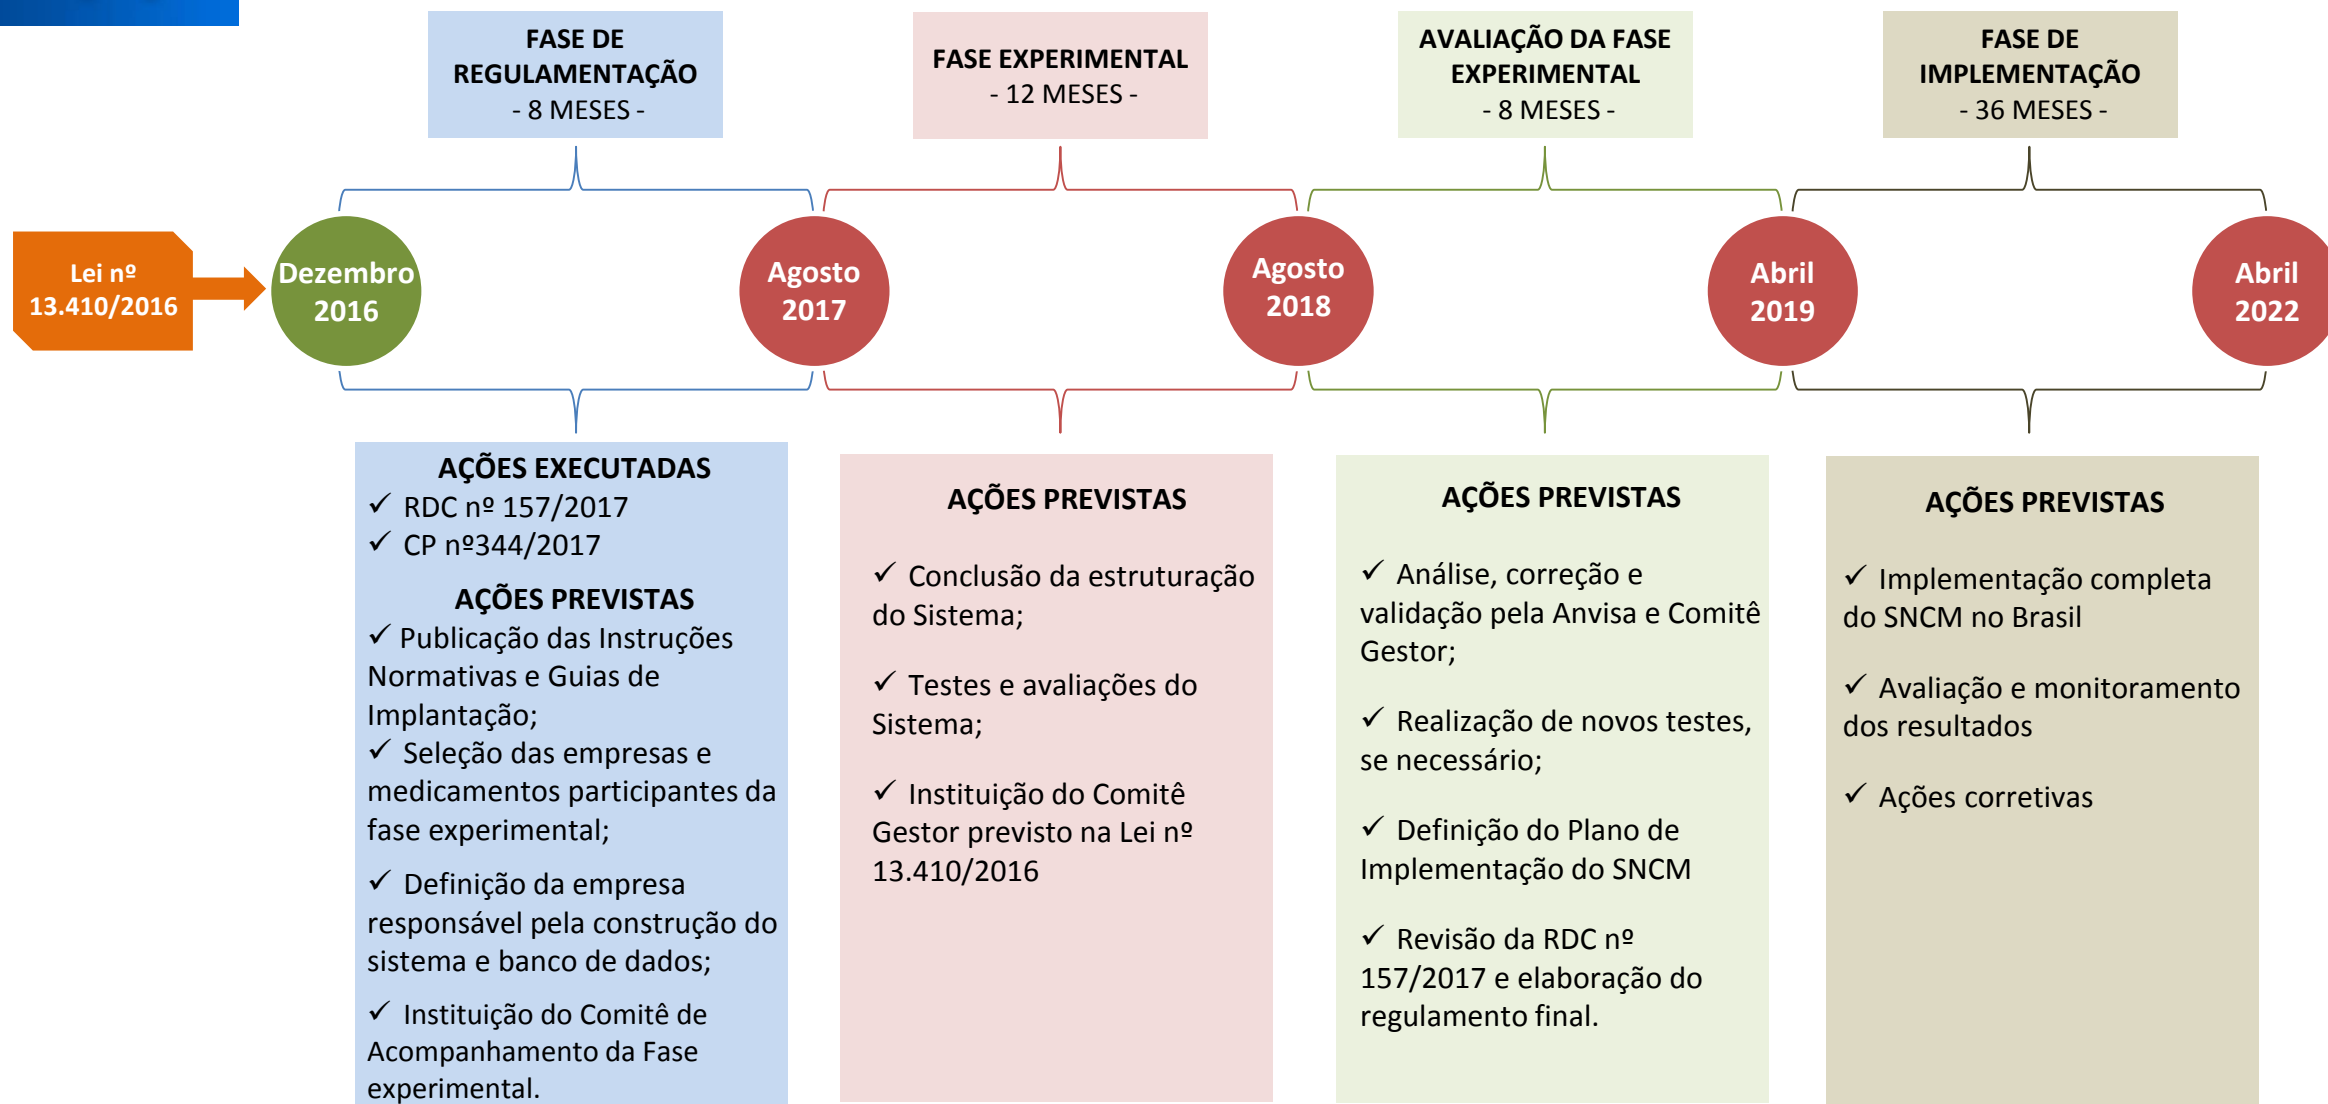 FASE DE
REGULAMENTAÇÃO
- 8 MESES -
FASE EXPERIMENTAL
- 12 MESES -
AVALIAÇÃO DA FASE
EXPERIMENTAL
- 8 MESES -
FASE DE
IMPLEMENTAÇÃO
- 36 MESES -
Lei nº
13.410/2016
Dezembro
2016
Agosto
2017
Agosto
2018
Abril
2019
Abril
2022
AÇÕES EXECUTADAS
✓ RDC nº 157/2017
✓ CP nº344/2017
AÇÕES PREVISTAS
✓ Publicação das Instruções
Normativas e Guias de
Implantação;
✓ Seleção das empresas e
medicamentos participantes da
fase experimental;
✓ Definição da empresa
responsável pela construção do
sistema e banco de dados;
✓ Instituição do Comitê de
Acompanhamento da Fase
experimental.
AÇÕES PREVISTAS
✓ Conclusão da estruturação
do Sistema;
✓ Testes e avaliações do
Sistema;
✓ Instituição do Comitê
Gestor previsto na Lei nº
13.410/2016
AÇÕES PREVISTAS
✓ Análise, correção e
validação pela Anvisa e Comitê
Gestor;
✓ Realização de novos testes,
se necessário;
✓ Definição do Plano de
Implementação do SNCM
✓ Revisão da RDC nº
157/2017 e elaboração do
regulamento final.
AÇÕES PREVISTAS
✓ Implementação completa
do SNCM no Brasil
✓ Avaliação e monitoramento
dos resultados
✓ Ações corretivas